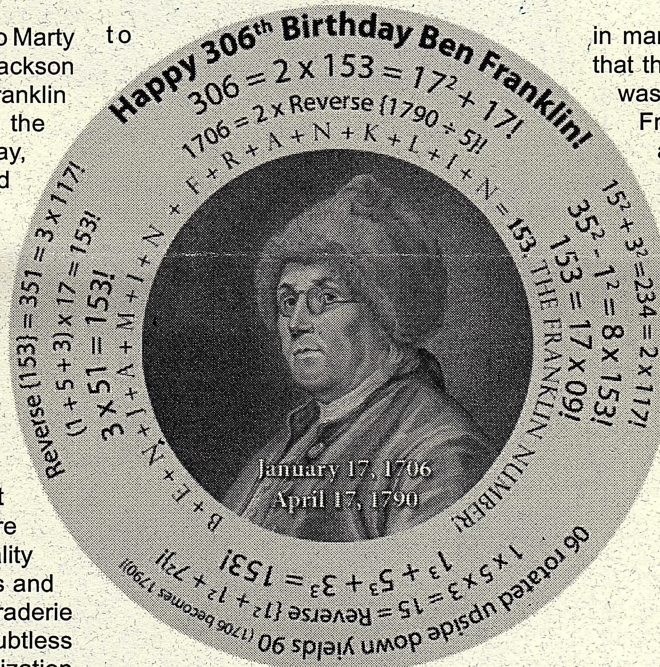 o Marty to
ackson
ranklin
the
ay,
d
in mar
that th
was
Fr
a
Happy 306th Birthday Ben Franklin!
306 = 2 x 153 = 17² + 17!
1706 = 2 x Reverse {1790 ÷ 5}!
B + E + N + J + A + M + I + N + F + R + A + N + K + L + I + N = 153, THE FRANKLIN NUMBER!
Reverse {153} = 351 = 3 x 117!
(1 + 5 + 3) x 17 = 153!
3 x 51 = 153!
15² + 3² = 234 = 2 x 117!
35² - 1² = 8 x 153!
153 = 17 x 09!
January 17, 1706
April 17, 1790
1³ + 5³ + 3³ = 153!
1 x 5 x 3 = 15 = Reverse {1² + 1² + 7²}!
06 rotated upside down yields 90 (1706 becomes 1790)!
t
re
lity
s and
raderie
ubtless
ization